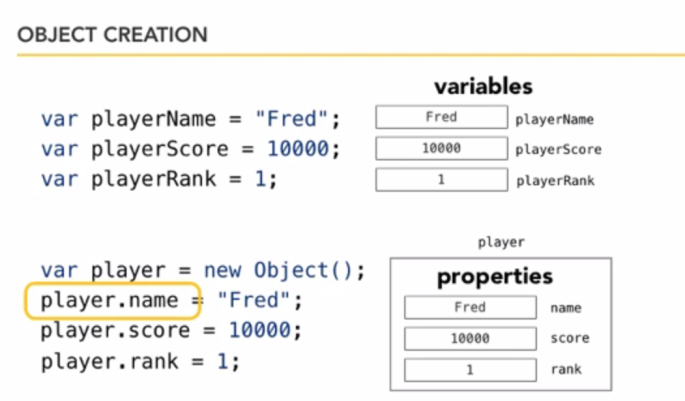 OBJECT CREATION
variables
var playerName = "Fred";
Fred playerName
var playerScore = 10000;
10000 playerScore
var playerRank = 1;
1 playerRank
player
var player = new Object();
properties
player.name = "Fred";
Fred name
player.score = 10000;
10000 score
player.rank = 1;
1 rank